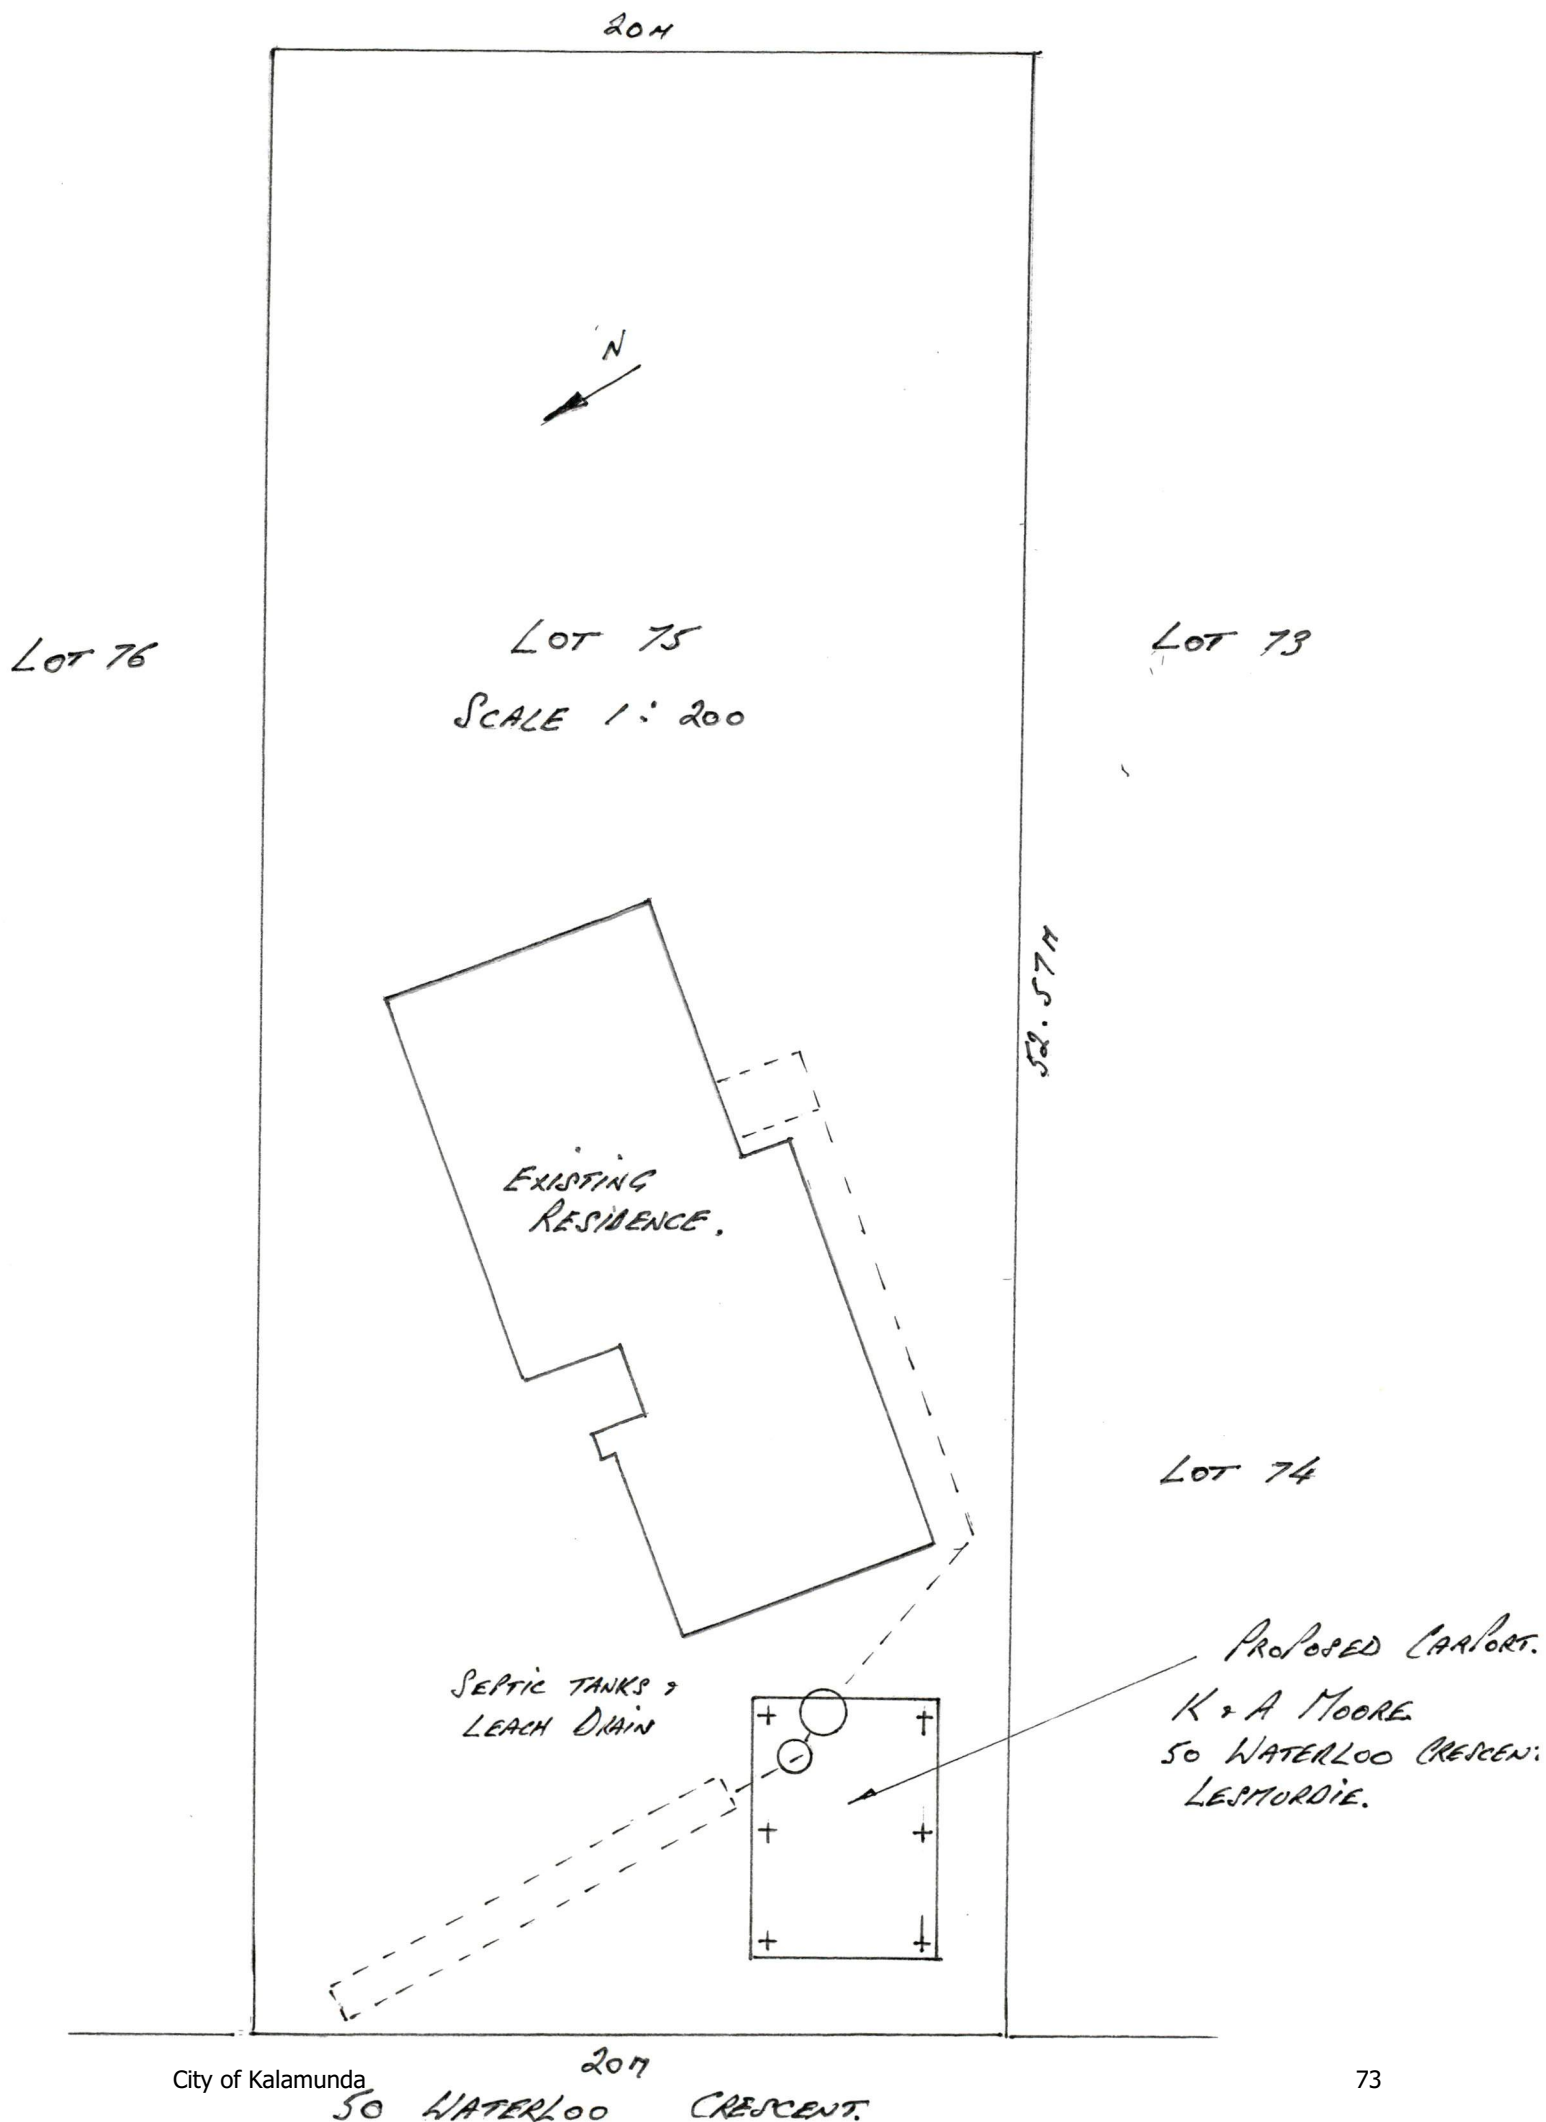 20M
N
LOT 76
LOT 75
LOT 73
SCALE 1:200
52.57M
EXISTING
RESIDENCE.
LOT 74
SEPTIC TANKS &
LEACH DRAIN
PROPOSED CARPORT.
K & A MOORE
50 WATERLOO CRESCEN
LESMURDIE.
20M
City of Kalamunda
73
50 WATERLOO CRESCENT.